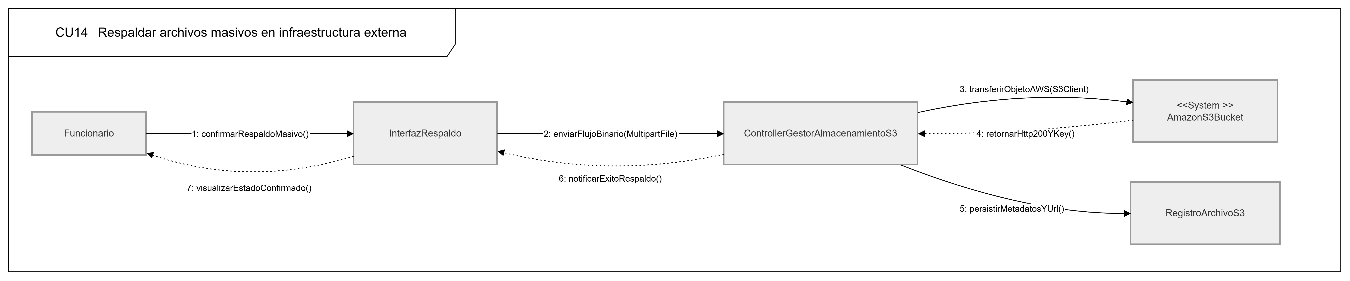 CU14 Respaldar archivos masivos en infraestructura externa
3. transferirObjetoAWS(S3Client)
<<System >>
AmazonS3Bucket
Funcionario
1: confirmarRespaldoMasivo()
InterfazRespaldo
2: enviarFlujoBinario(MultipartFile)
ControllerGestorAlmacenamientoS3
4: retornarHttp200YKey()
6: notificarExitoRespaldo()
7: visualizarEstadoConfirmado()
5: persistirMetadatosYUrl()
RegistroArchivoS3